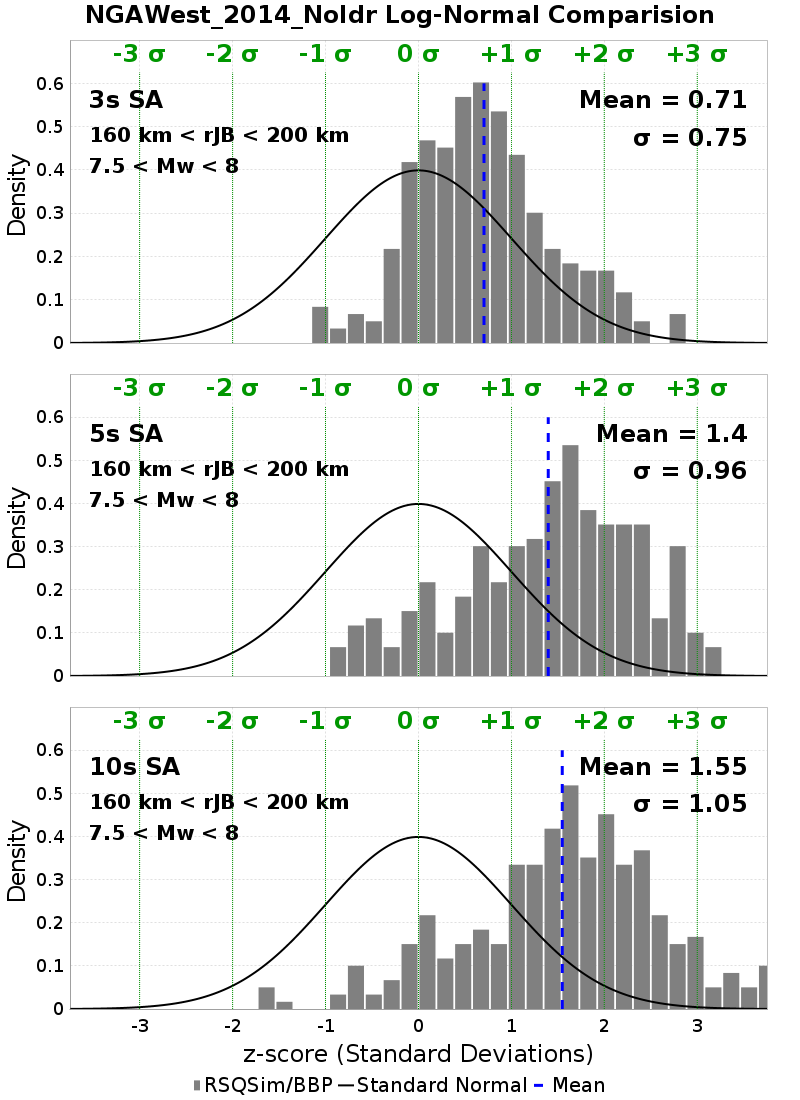 NGAWest_2014_NoIdr Log-Normal Comparision
-3 σ -2 σ -1 σ 0 σ +1 σ +2 σ +3 σ
3s SA Mean = 0.71
160 km < rJB < 200 km σ = 0.75
7.5 < Mw < 8
Density
0.6
0.5
0.4
0.3
0.2
0.1
0
-3 σ -2 σ -1 σ 0 σ +1 σ +2 σ +3 σ
5s SA Mean = 1.4
160 km < rJB < 200 km σ = 0.96
7.5 < Mw < 8
Density
0.6
0.5
0.4
0.3
0.2
0.1
0
-3 σ -2 σ -1 σ 0 σ +1 σ +2 σ +3 σ
10s SA Mean = 1.55
160 km < rJB < 200 km σ = 1.05
7.5 < Mw < 8
Density
0.6
0.5
0.4
0.3
0.2
0.1
0
-3 -2 -1 0 1 2 3
z-score (Standard Deviations)
RSQSim/BBP Standard Normal Mean